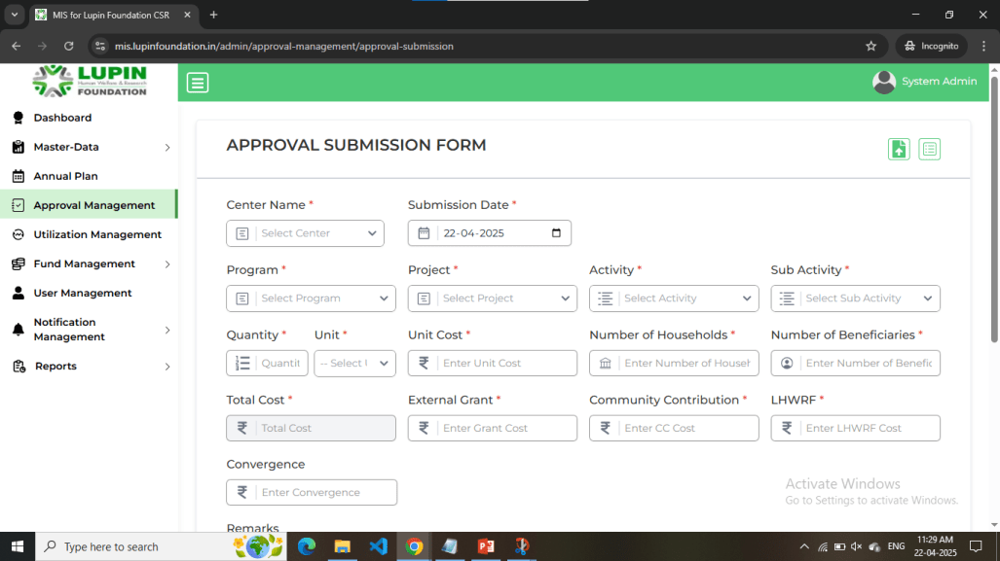 MIS for Lupin Foundation CSR
mis.lupinfoundation.in/admin/approval-management/approval-submission
Incognito
LUPIN
Human Welfare & Research
FOUNDATION
System Admin
Dashboard
Master-Data
Annual Plan
Approval Management
Utilization Management
Fund Management
User Management
Notification
Management
Reports
APPROVAL SUBMISSION FORM
Center Name * Submission Date *
Select Center 22-04-2025
Program * Project * Activity * Sub Activity *
Select Program Select Project Select Activity Select Sub Activity
Quantity * Unit * Unit Cost * Number of Households * Number of Beneficiaries *
Quantit -- Select U ₹ Enter Unit Cost Enter Number of Househ Enter Number of Benefic
Total Cost * External Grant * Community Contribution * LHWRF *
₹ Total Cost ₹ Enter Grant Cost ₹ Enter CC Cost ₹ Enter LHWRF Cost
Convergence
₹ Enter Convergence
Remarks
Activate Windows
Go to Settings to activate Windows.
Type here to search
ENG
11:29 AM
22-04-2025